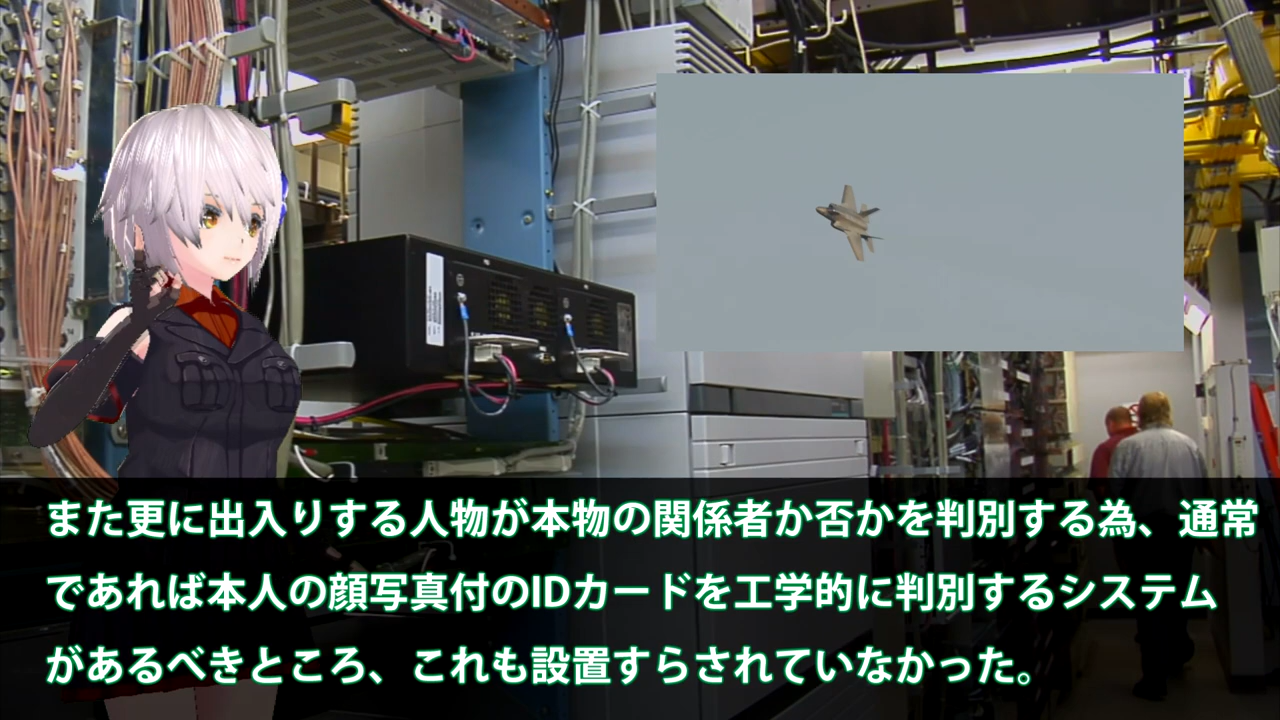 また更に出入りする人物が本物の関係者か否かを判別する為、通常
であれば本人の顔写真付のIDカードを工学的に判別するシステム
があるべきところ、これも設置すらされていなかった。